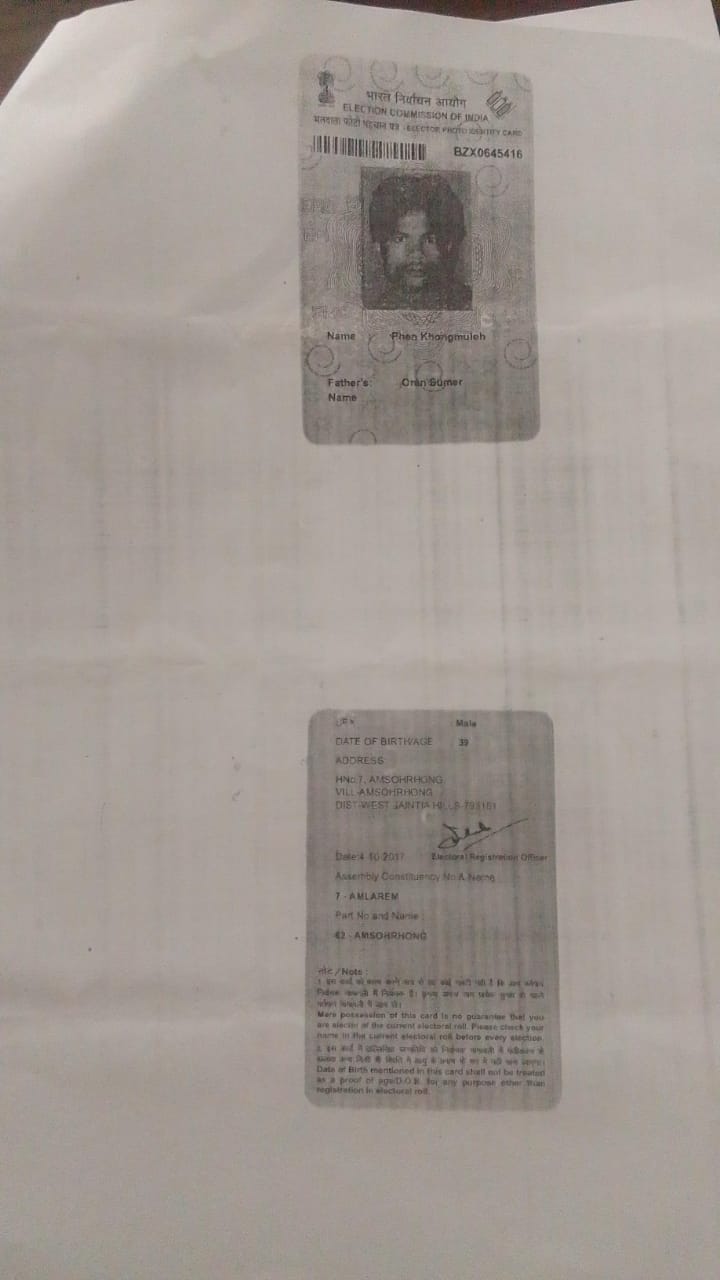 भारत निर्वाचन आयोग
ELECTION COMMISSION OF INDIA
मतदाता फोटो पहचान पत्र - ELECTOR PHOTO IDENTITY CARD
BZX0645416
Name Phen Khongmuleh
Father's: Oren Sumer
Name
Male
DATE OF BIRTH/AGE 39
ADDRESS
HNo.7, AMSOHRHONG,
VILL-AMSOHRHONG
DIST-WEST JAINTIA HILLS-793151
Date:4-10-2017 Electoral Registration Officer
Assembly Constituency No.& Name
7 - AMLAREM
Part No and Name
62 - AMSOHRHONG
नोट / Note :
Mere possession of this card is no guarantee that you
are elector of the current electoral roll. Please check your
name in the current electoral roll before every election.
Date of Birth mentioned in this card shall not be treated
as a proof of age/D.O.B. for any purpose other than
registration in electoral roll.